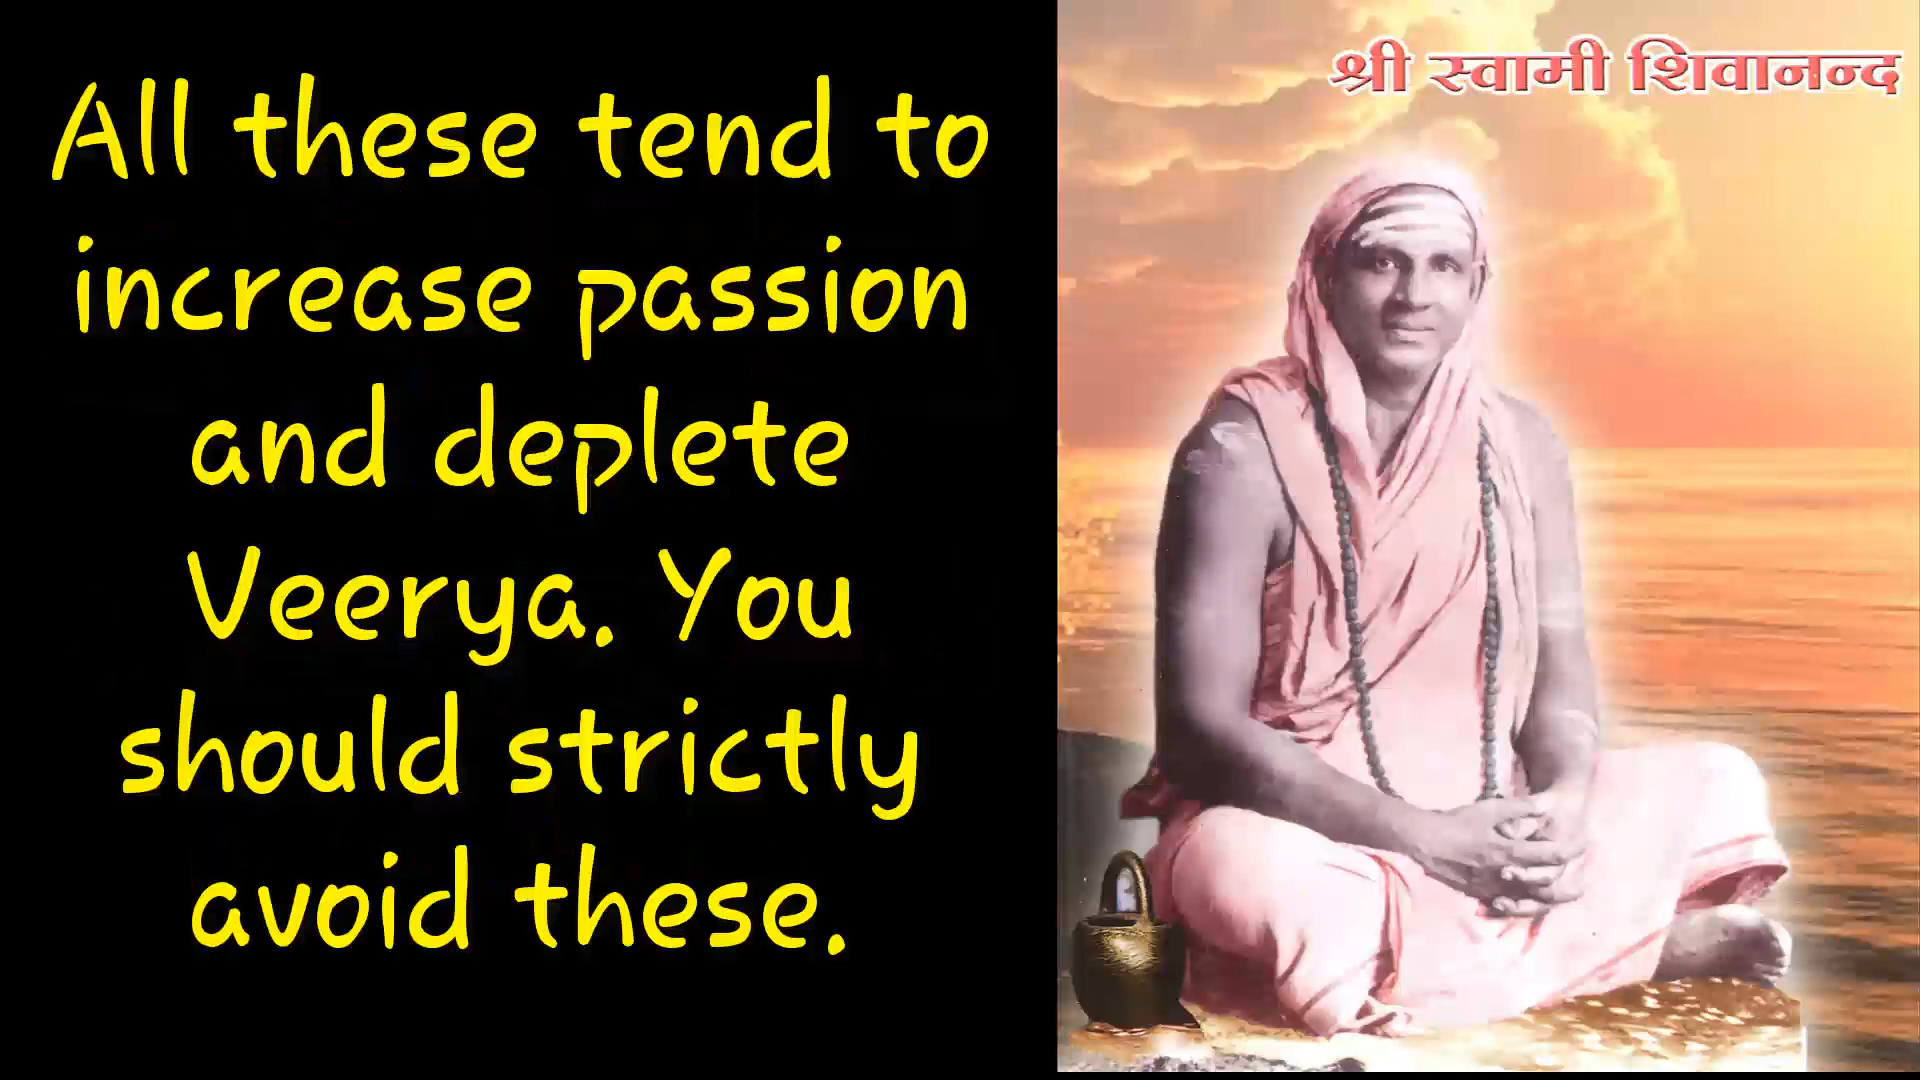 All these tend to
increase passion
and deplete
Veerya. You
should strictly
avoid these.
श्री स्वामी शिवानन्द